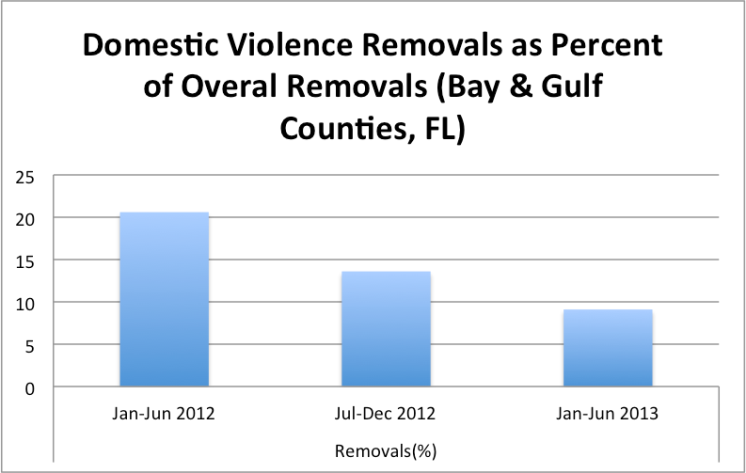 Domestic Violence Removals as Percent
of Overal Removals (Bay & Gulf
Counties, FL)
25
20
15
10
5
0
Jan-Jun 2012
Jul-Dec 2012
Jan-Jun 2013
Removals(%)